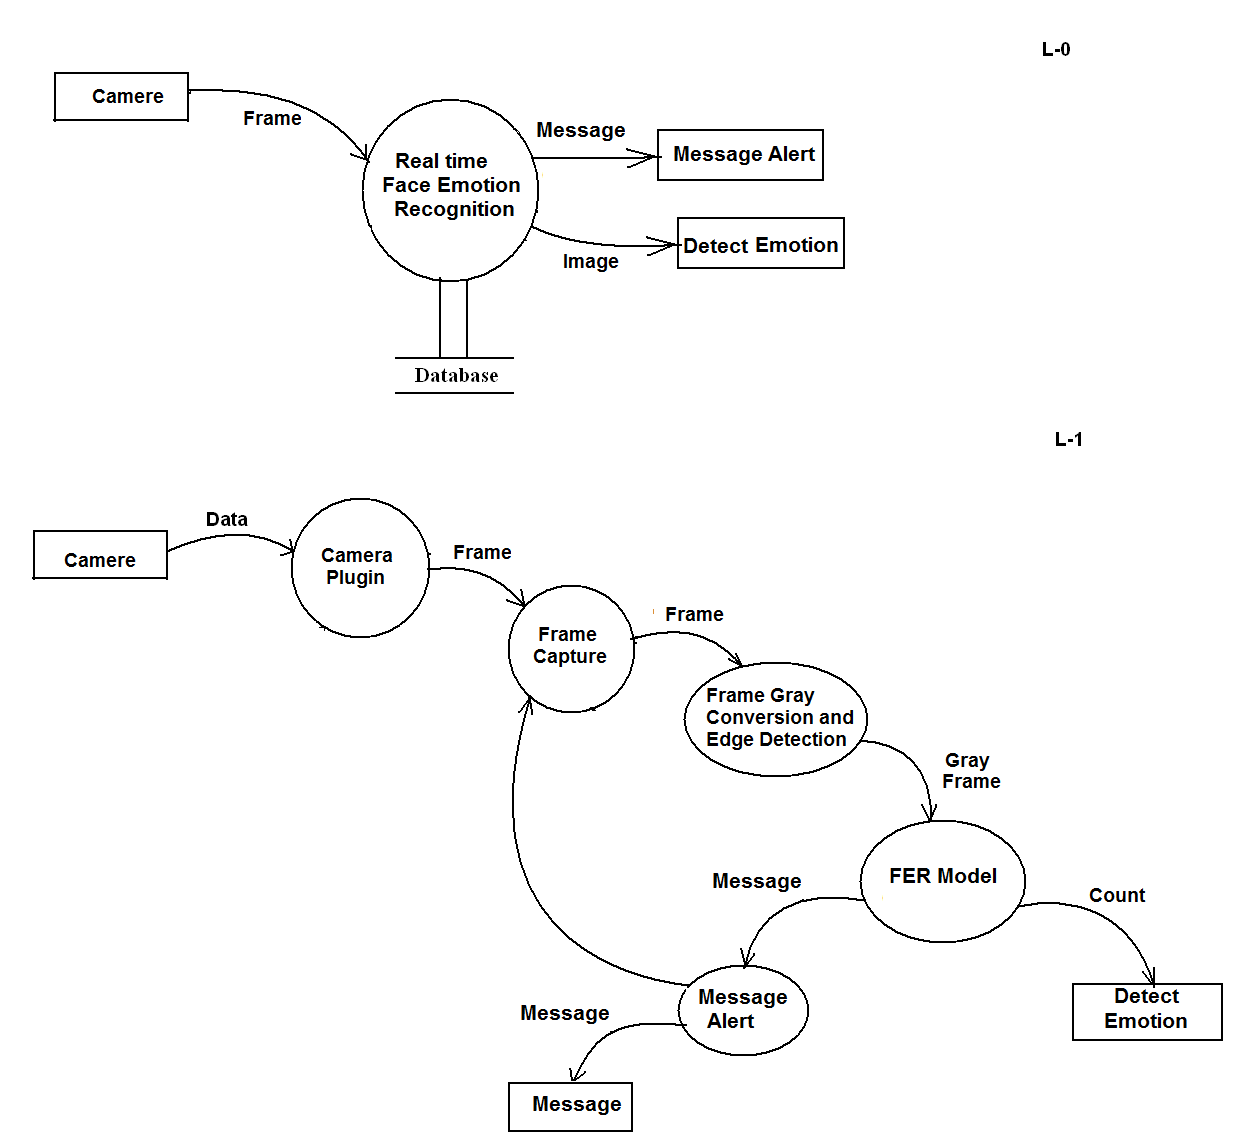 L-0
Camere
Frame
Message
Message Alert
Real time
Face Emotion
Recognition
Detect Emotion
Image
Database
L-1
Data
Camere
Camera
Plugin
Frame
Frame
Capture
Frame
Frame Gray
Conversion and
Edge Detection
Gray
Frame
FER Model
Message
Count
Message
Alert
Detect
Emotion
Message
Message